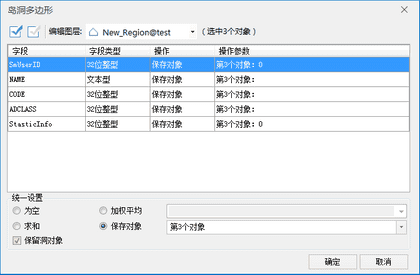 岛洞多边形
编辑图层: New_Region@test （选中3个对象）
字段 字段类型 操作 操作参数
SmUserID 32位整型 保存对象 第3个对象: 0
NAME 文本型 保存对象 第3个对象:
CODE 32位整型 保存对象 第3个对象:
ADCLASS 32位整型 保存对象 第3个对象:
StasticInfo 32位整型 保存对象 第3个对象: 0
统一设置
为空 加权平均
求和 保存对象 第3个对象
保留洞对象
确定 取消